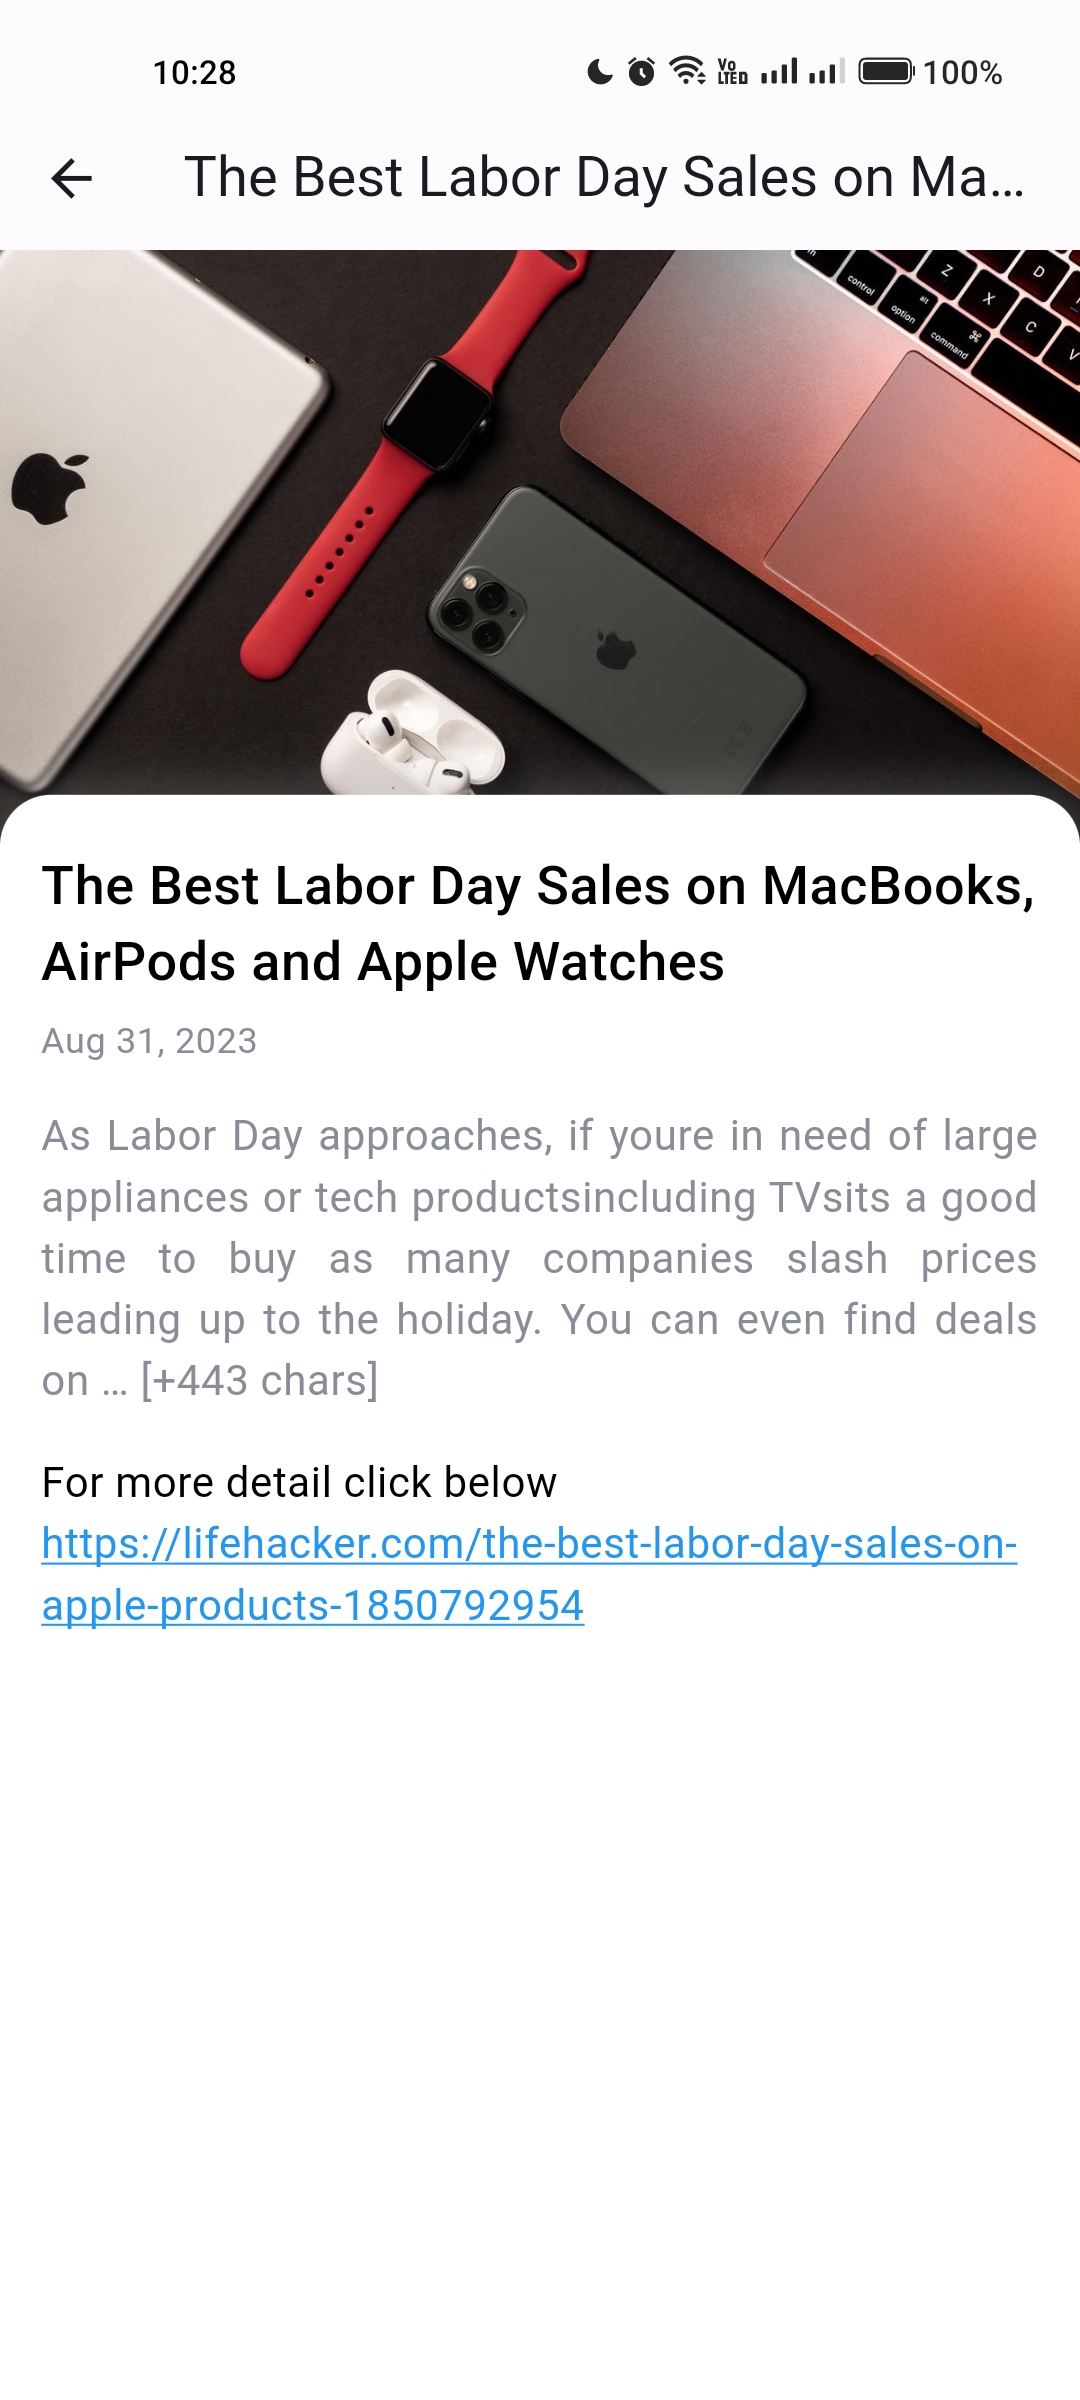 10:28
Vo
LTED
100%
The Best Labor Day Sales on Ma...
Z
D
X
C
V
control
alt
option
⌘
command
The Best Labor Day Sales on MacBooks,
AirPods and Apple Watches
Aug 31, 2023
As Labor Day approaches, if youre in need of large
appliances or tech productsincluding TVsits a good
time to buy as many companies slash prices
leading up to the holiday. You can even find deals
on … [+443 chars]
For more detail click below
https://lifehacker.com/the-best-labor-day-sales-on-
apple-products-1850792954